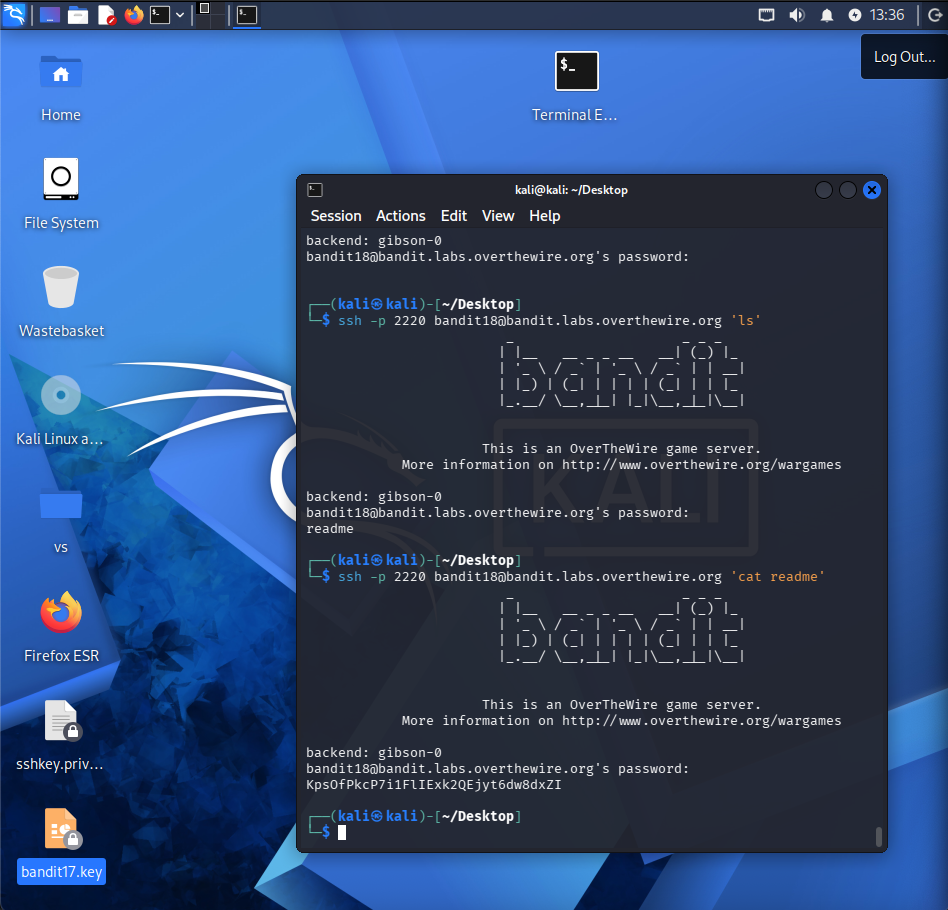 13:36
Log Out...
Home
Terminal E...
File System
Wastebasket
Kali Linux a...
vs
Firefox ESR
sshkey.priv...
bandit17.key
kali@kali: ~/Desktop
Session Actions Edit View Help
backend: gibson-0
bandit18@bandit.labs.overthewire.org's password:
┌──(kali㉿kali)-[~/Desktop]
└─$ ssh -p 2220 bandit18@bandit.labs.overthewire.org 'ls'
bandit
This is an OverTheWire game server.
More information on http://www.overthewire.org/wargames
backend: gibson-0
bandit18@bandit.labs.overthewire.org's password:
readme
┌──(kali㉿kali)-[~/Desktop]
└─$ ssh -p 2220 bandit18@bandit.labs.overthewire.org 'cat readme'
bandit
This is an OverTheWire game server.
More information on http://www.overthewire.org/wargames
backend: gibson-0
bandit18@bandit.labs.overthewire.org's password:
KpsOfPkcP7i1FlIExk2QEjyt6dw8dxZI
┌──(kali㉿kali)-[~/Desktop]
└─$
KALI